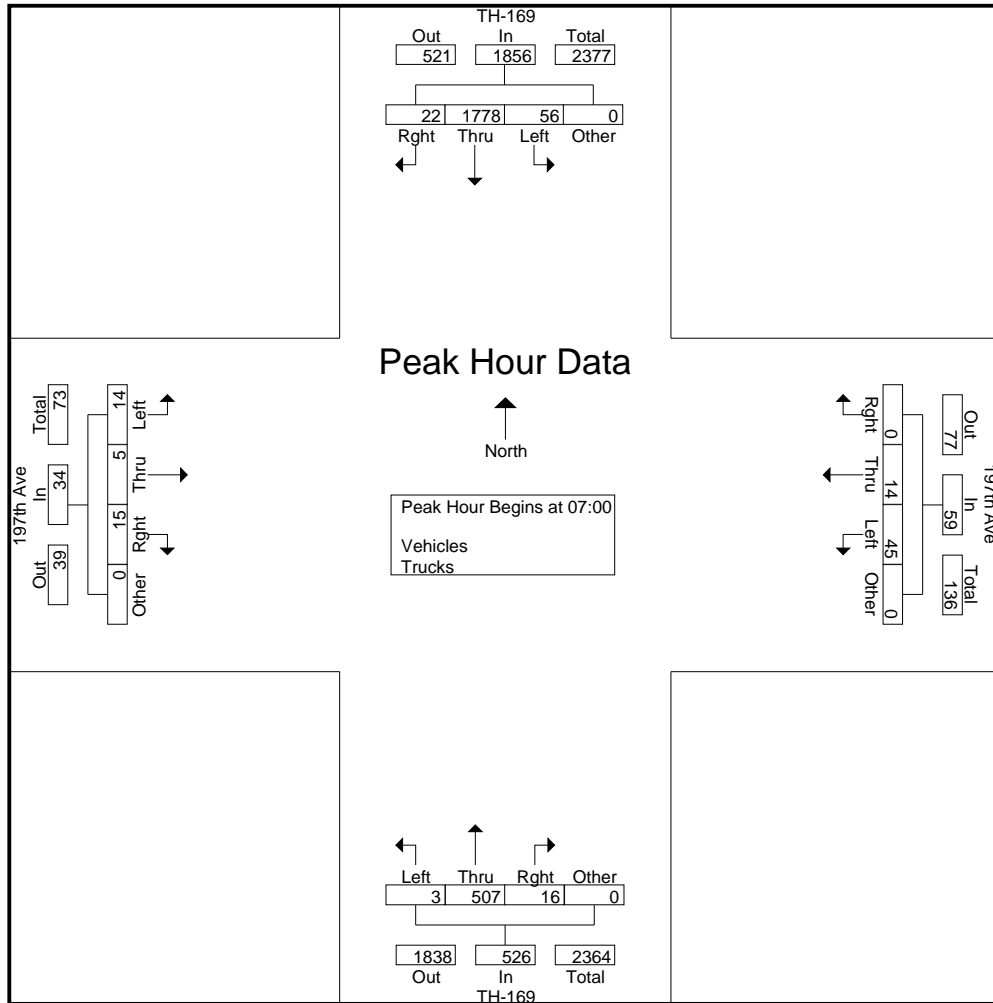 TH-169
Out In Total
521 1856 2377
22 1778 56 0
Rght Thru Left Other
Peak Hour Data
North
Peak Hour Begins at 07:00
Vehicles
Trucks
197th Ave
Total In Out
73 34 39
14 5 15 0
Left Thru Rght Other
197th Ave
Out In Total
77 59 136
0 14 45 0
Rght Thru Left Other
Left Thru Rght Other
3 507 16 0
1838 526 2364
Out In Total
TH-169